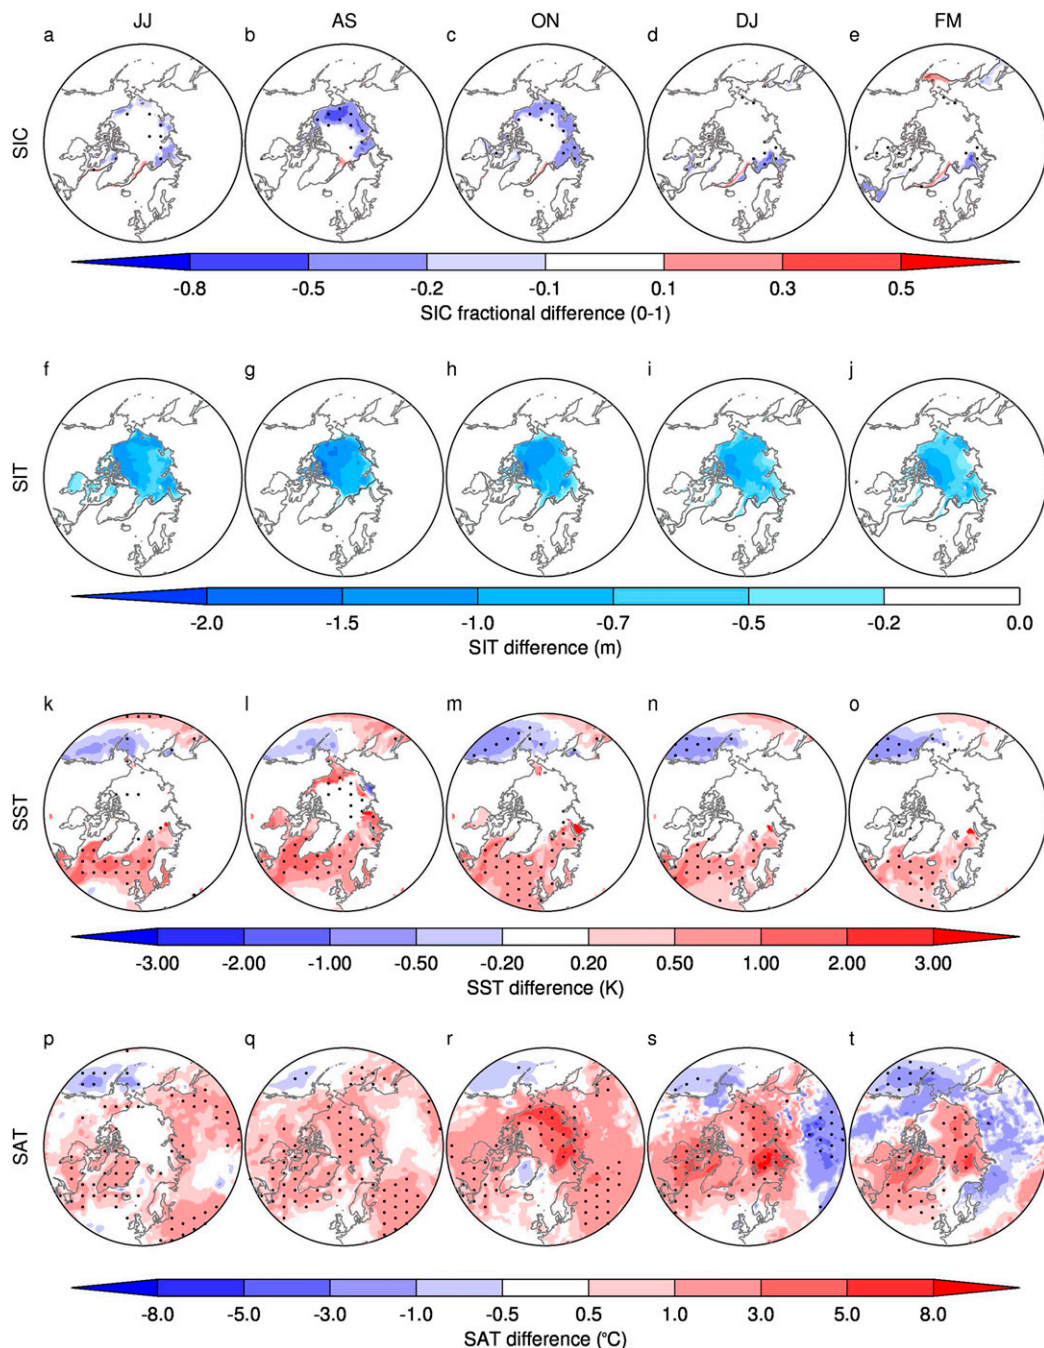 JJ AS ON DJ FM
a b c d e
SIC
-0.8 -0.5 -0.2 -0.1 0.1 0.3 0.5
SIC fractional difference (0-1)
f g h i j
SIT
-2.0 -1.5 -1.0 -0.7 -0.5 -0.2 0.0
SIT difference (m)
k l m n o
SST
-3.00 -2.00 -1.00 -0.50 -0.20 0.20 0.50 1.00 2.00 3.00
SST difference (K)
p q r s t
SAT
-8.0 -5.0 -3.0 -1.0 -0.5 0.5 1.0 3.0 5.0 8.0
SAT difference (°C)